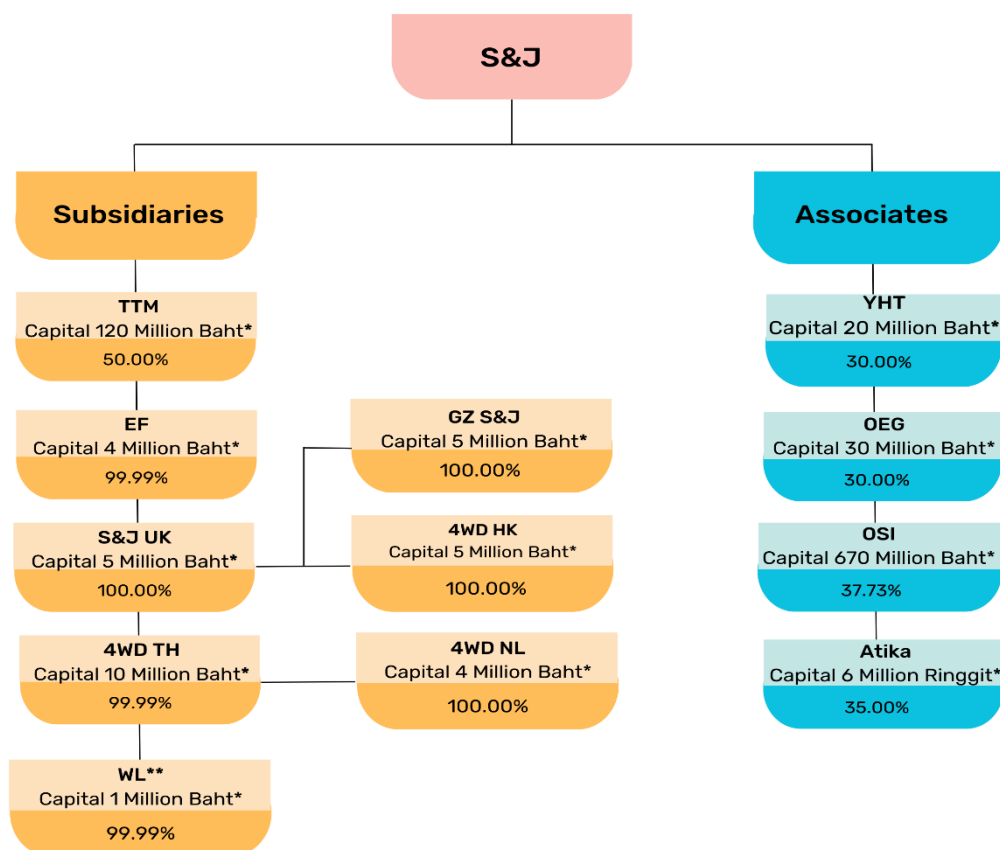 S&J
Subsidiaries
TTM
Capital 120 Million Baht*
50.00%
EF
Capital 4 Million Baht*
99.99%
S&J UK
Capital 5 Million Baht*
100.00%
4WD TH
Capital 10 Million Baht*
99.99%
WL**
Capital 1 Million Baht*
99.99%
GZ S&J
Capital 5 Million Baht*
100.00%
4WD HK
Capital 5 Million Baht*
100.00%
4WD NL
Capital 4 Million Baht*
100.00%
Associates
YHT
Capital 20 Million Baht*
30.00%
OEG
Capital 30 Million Baht*
30.00%
OSI
Capital 670 Million Baht*
37.73%
Atika
Capital 6 Million Ringgit*
35.00%